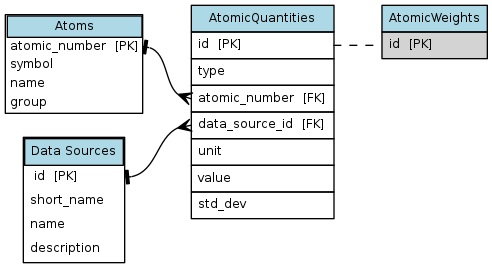 Atoms
atomic_number [PK]
symbol
name
group
Data Sources
id [PK]
short_name
name
description
AtomicQuantities
id [PK]
type
atomic_number [FK]
data_source_id [FK]
unit
value
std_dev
AtomicWeights
id [PK]